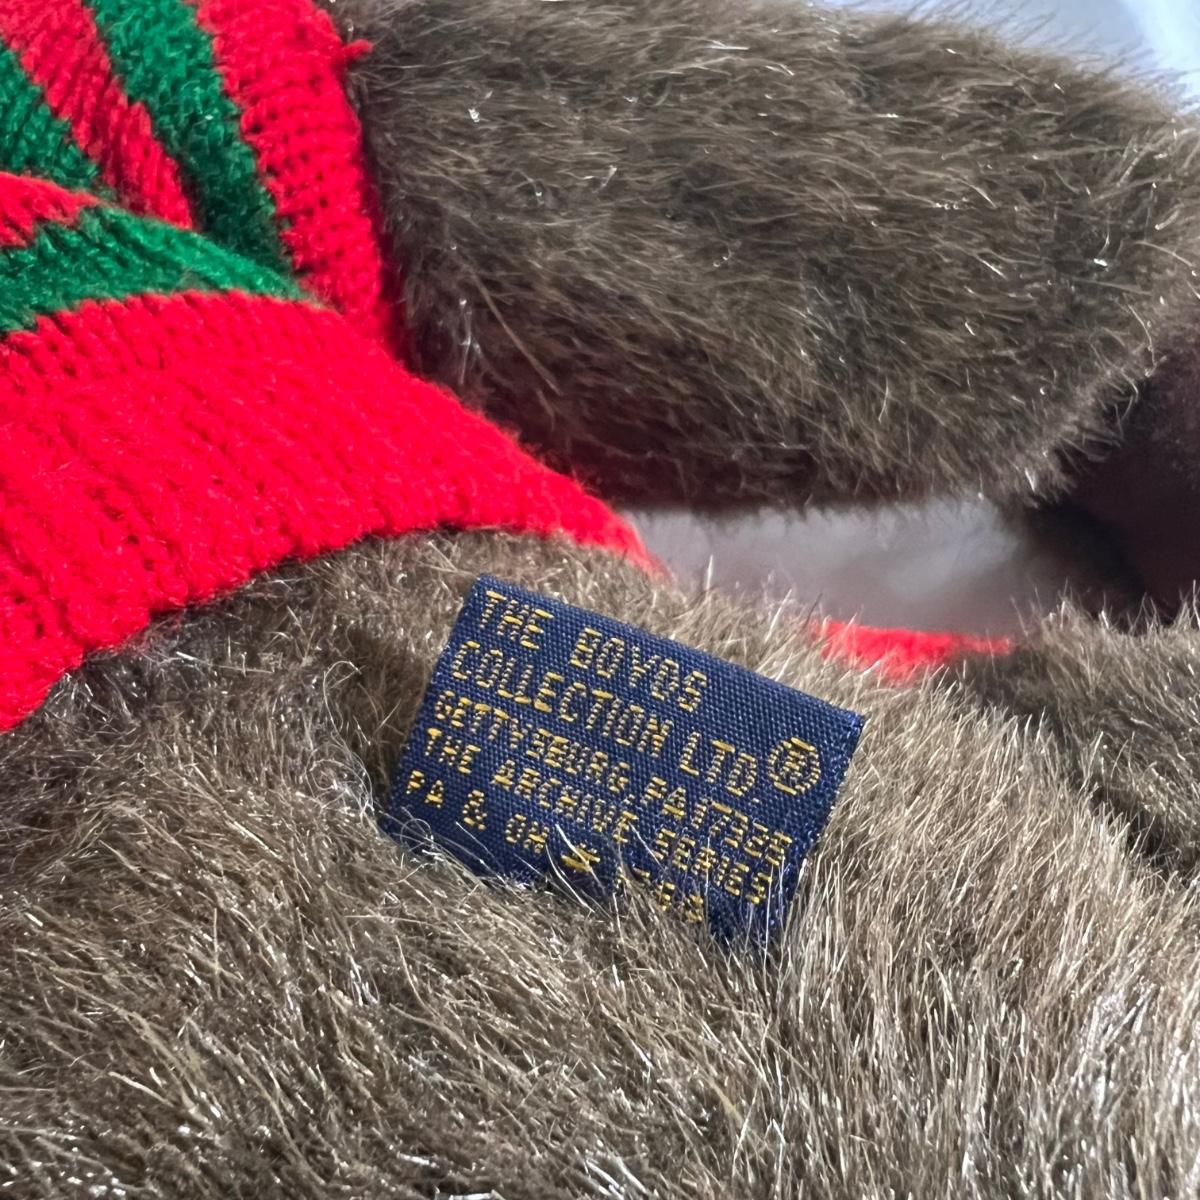 THE BOYDS
COLLECTION LTD.®
GETTYSBURG, PA 17325
THE ARCHIVE SERIES
PA & OH